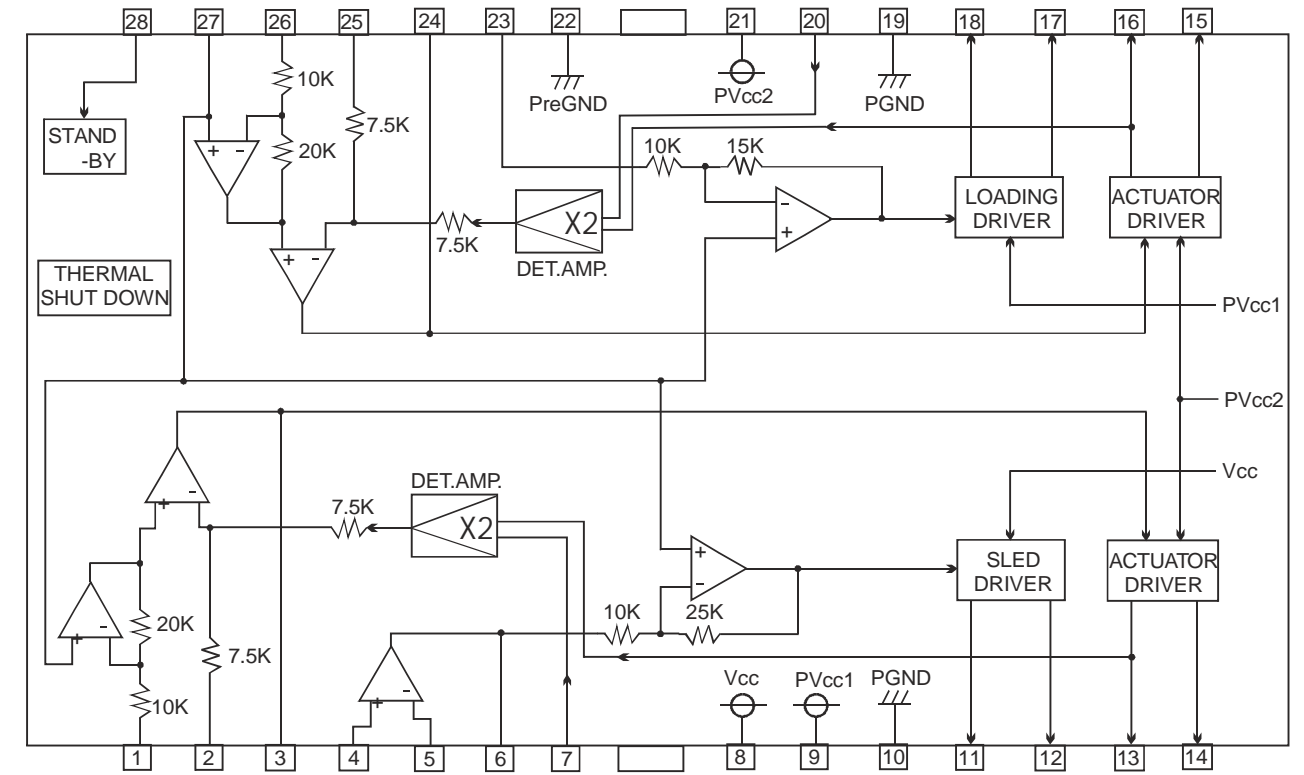 28 27 26 25 24 23 22 21 20 19 18 17 16 15
10K
PreGND
PVcc2
PGND
STAND
-BY
7.5K
20K
10K 15K
+ -
-
+
LOADING
DRIVER
ACTUATOR
DRIVER
X2
7.5K
DET.AMP.
+ -
THERMAL
SHUT DOWN
PVcc1
PVcc2
Vcc
DET.AMP.
+ -
7.5K
X2
+
-
SLED
DRIVER
ACTUATOR
DRIVER
20K
10K 25K
+ -
7.5K
10K
+ -
Vcc PVcc1 PGND
1 2 3 4 5 6 7 8 9 10 11 12 13 14